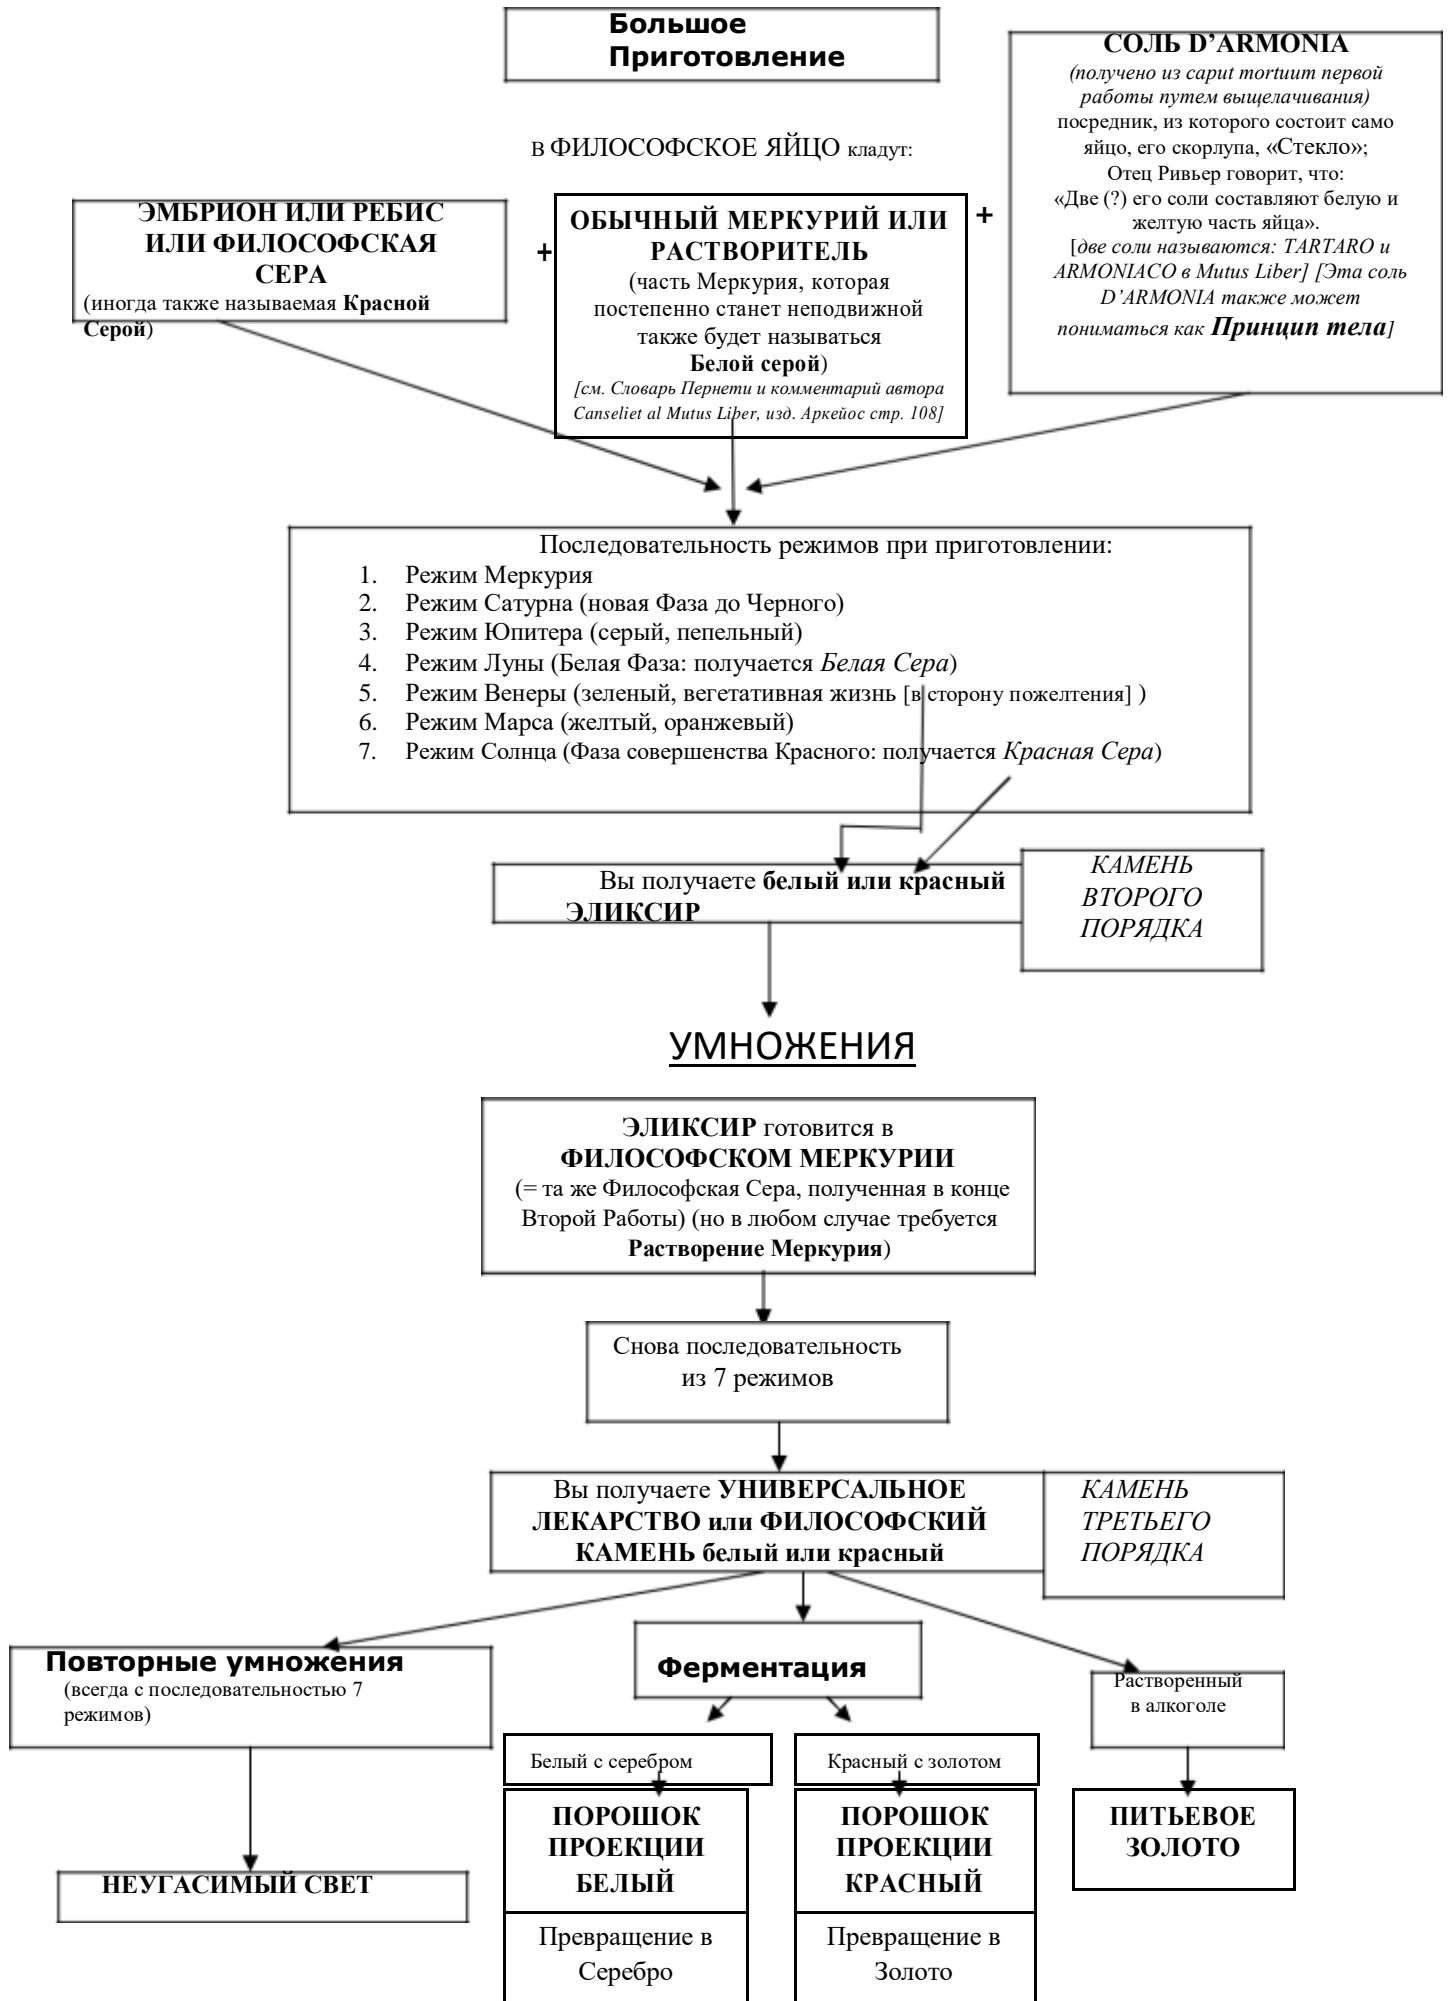 Большое
Приготовление
СОЛЬ D’ARMONIA
(получено из caput mortuum первой
работы путем выщелачивания)
посредник, из которого состоит само
яйцо, его скорлупа, «Стекло»;
Отец Ривьер говорит, что:
«Две (?) его соли составляют белую и
желтую часть яйца».
[две соли называются: TARTARO и
ARMONIACO в Mutus Liber] [Эта соль
D’ARMONIA также может
пониматься как Принцип тела]
В ФИЛОСОФСКОЕ ЯЙЦО кладут:
ЭМБРИОН ИЛИ РЕБИС
ИЛИ ФИЛОСОФСКАЯ
СЕРА
(иногда также называемая Красной
Серой)
+
ОБЫЧНЫЙ МЕРКУРИЙ ИЛИ
РАСТВОРИТЕЛЬ
(часть Меркурия, которая
постепенно станет неподвижной
также будет называться
Белой серой)
[см. Словарь Пернети и комментарий автора
Canseliet al Mutus Liber, изд. Аркейос стр. 108]
+
Последовательность режимов при приготовлении:
1. Режим Меркурия
2. Режим Сатурна (новая Фаза до Черного)
3. Режим Юпитера (серый, пепельный)
4. Режим Луны (Белая Фаза: получается Белая Сера)
5. Режим Венеры (зеленый, вегетативная жизнь [в сторону пожелтения] )
6. Режим Марса (желтый, оранжевый)
7. Режим Солнца (Фаза совершенства Красного: получается Красная Сера)
Вы получаете белый или красный
ЭЛИКСИР
КАМЕНЬ
ВТОРОГО
ПОРЯДКА
УМНОЖЕНИЯ
ЭЛИКСИР готовится в
ФИЛОСОФСКОМ МЕРКУРИИ
(= та же Философская Сера, полученная в конце
Второй Работы) (но в любом случае требуется
Растворение Меркурия)
Снова последовательность
из 7 режимов
Вы получаете УНИВЕРСАЛЬНОЕ
ЛЕКАРСТВО или ФИЛОСОФСКИЙ
КАМЕНЬ белый или красный
КАМЕНЬ
ТРЕТЬЕГО
ПОРЯДКА
Повторные умножения
(всегда с последовательностью 7
режимов)
Ферментация
Растворенный
в алкоголе
Белый с серебром
Красный с золотом
ПОРОШОК
ПРОЕКЦИИ
БЕЛЫЙ
ПОРОШОК
ПРОЕКЦИИ
КРАСНЫЙ
ПИТЬЕВОЕ
ЗОЛОТО
НЕУГАСИМЫЙ СВЕТ
Превращение в
Серебро
Превращение в
Золото